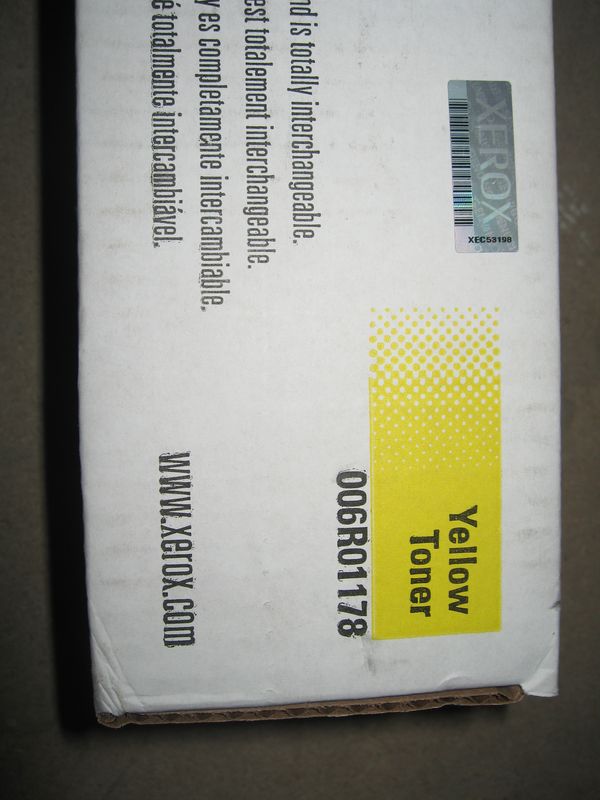 XEROX
XEC53198
Yellow
Toner
006R01178
nd is totally interchangeable.
est totalement interchangeable.
y es completamente intercambiable.
é totalmente intercambiável.
www.xerox.com